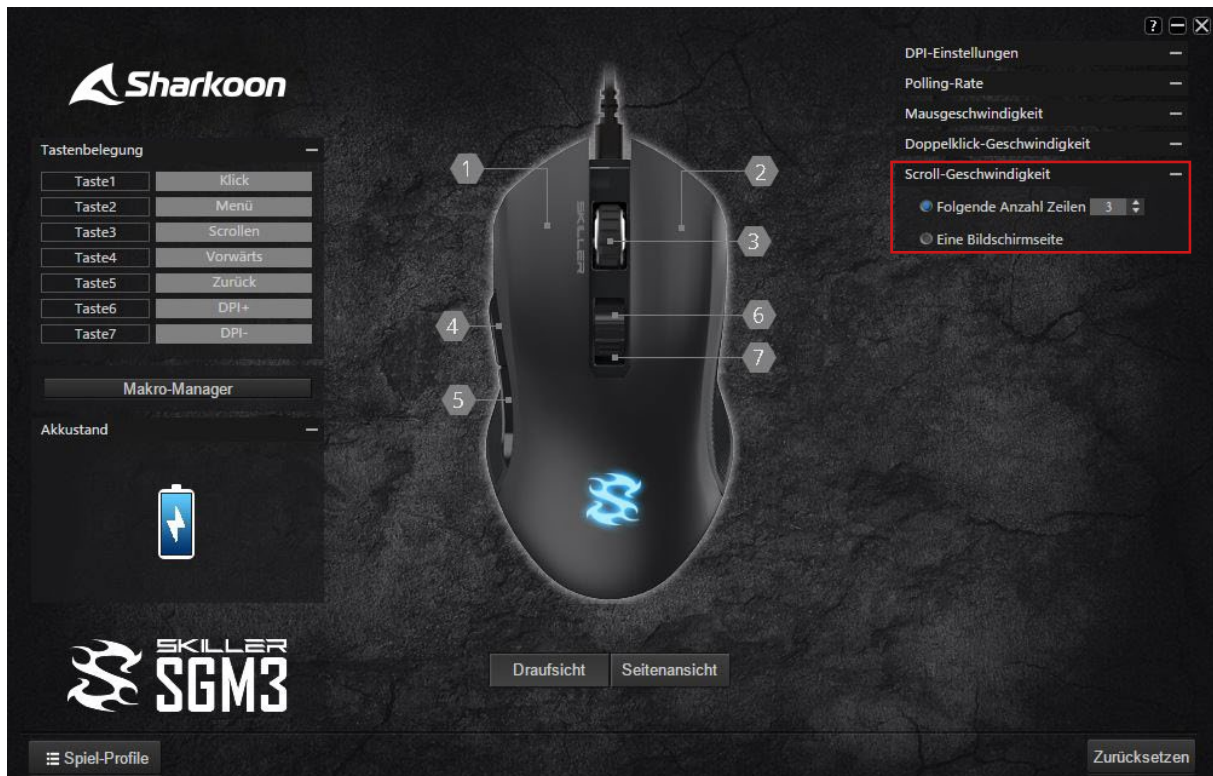 ?
Sharkoon
Tastenbelegung
Taste1 Klick
Taste2 Menü
Taste3 Scrollen
Taste4 Vorwärts
Taste5 Zurück
Taste6 DPI+
Taste7 DPI-
Makro-Manager
Akkustand
SKILLER
SGM3
Spiel-Profile
1
2
3
4
5
6
7
SKILLER
Draufsicht Seitenansicht
DPI-Einstellungen
Polling-Rate
Mausgeschwindigkeit
Doppelklick-Geschwindigkeit
Scroll-Geschwindigkeit
Folgende Anzahl Zeilen 3
Eine Bildschirmseite
Zurücksetzen